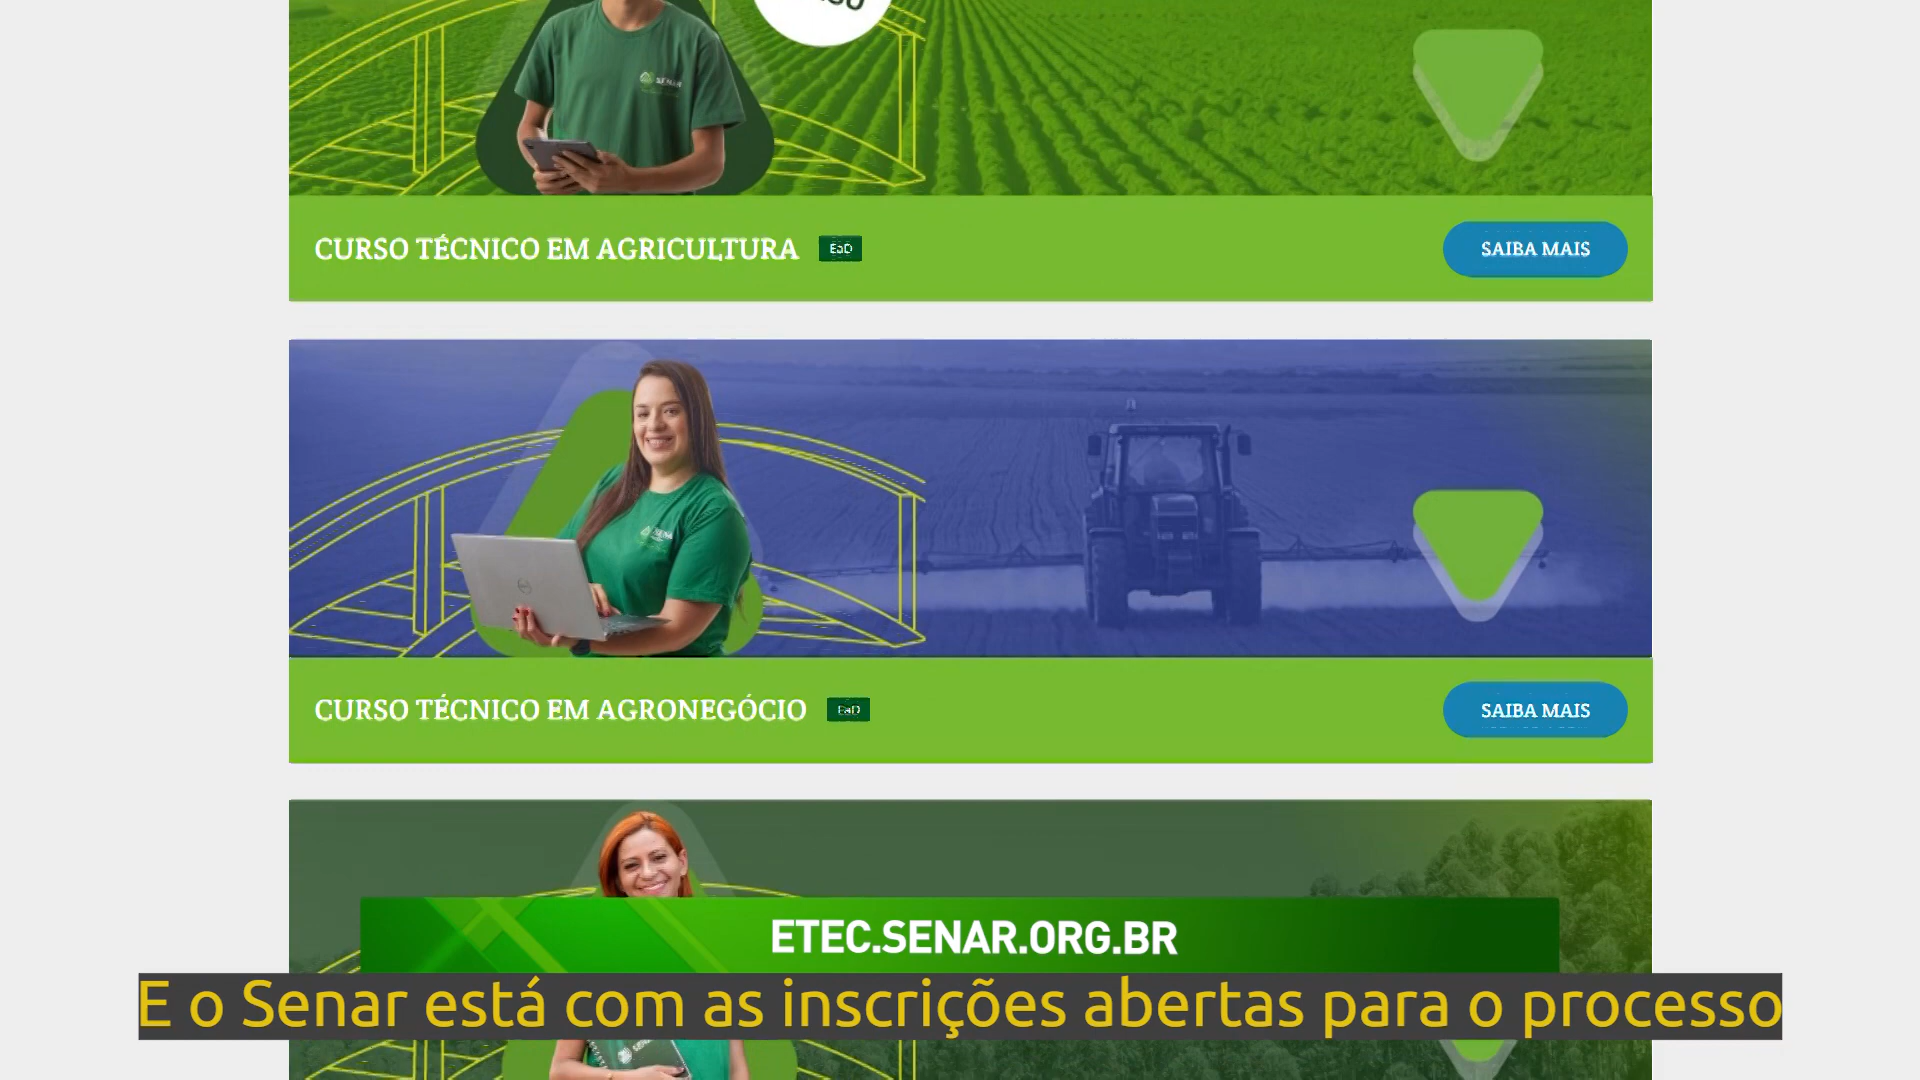 CURSO TÉCNICO EM AGRICULTURA EaD
SAIBA MAIS
SENAR
CURSO TÉCNICO EM AGRONEGÓCIO EaD
SAIBA MAIS
ETEC.SENAR.ORG.BR
E o Senar está com as inscrições abertas para o processo